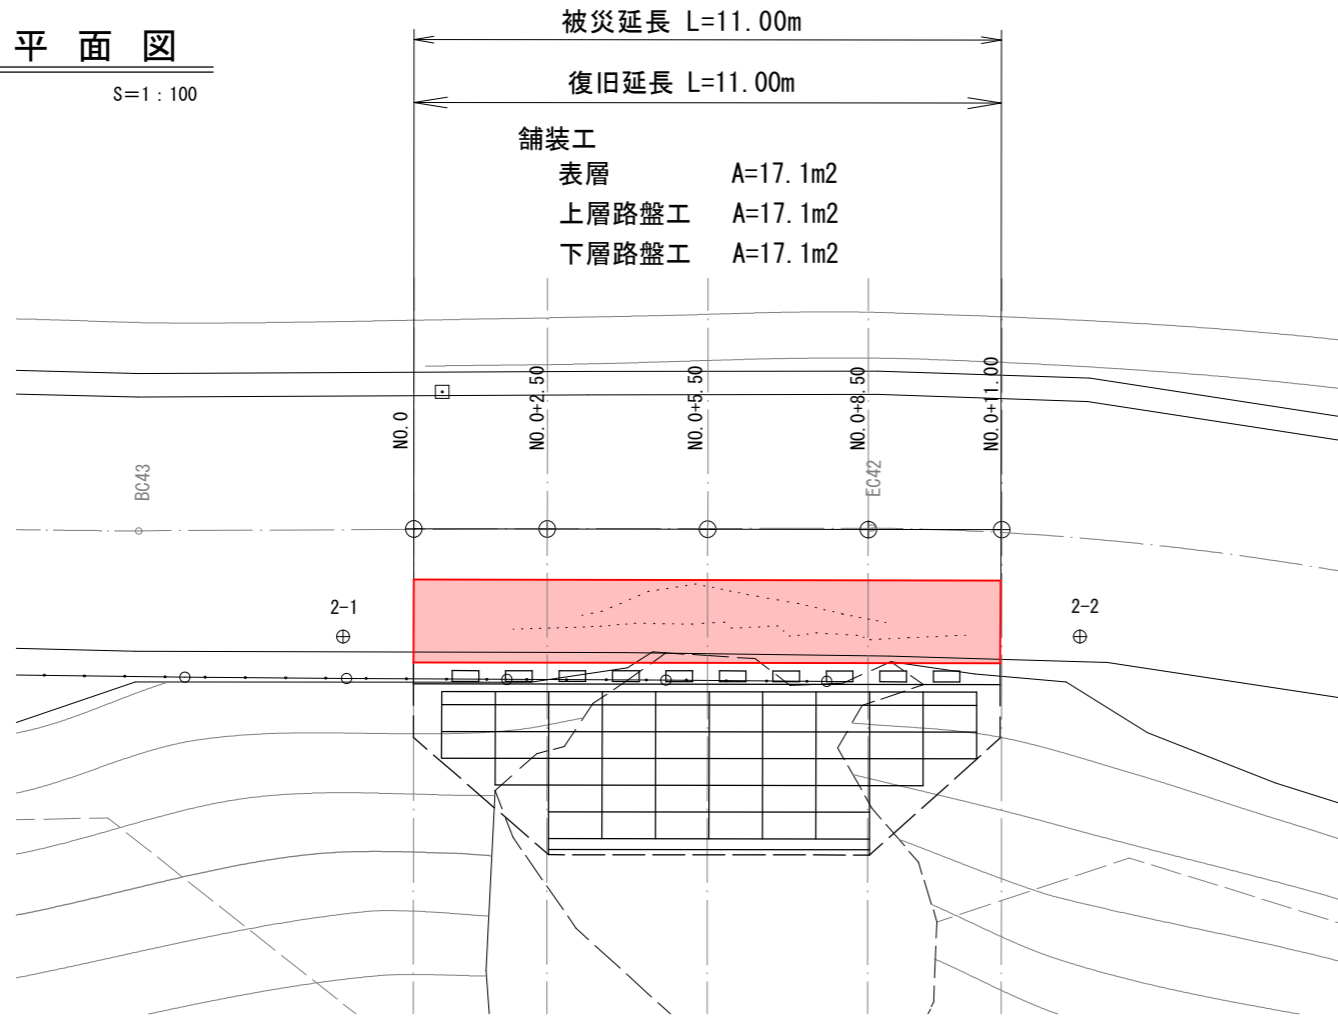 平面図
S=1:100
被災延長 L=11.00m
復旧延長 L=11.00m
舗装工
表層 A=17.1m2
上層路盤工 A=17.1m2
下層路盤工 A=17.1m2
NO.0
NO.0+2.50
NO.0+5.50
NO.0+8.50
NO.0+11.00
BC43
EC42
2-1
2-2